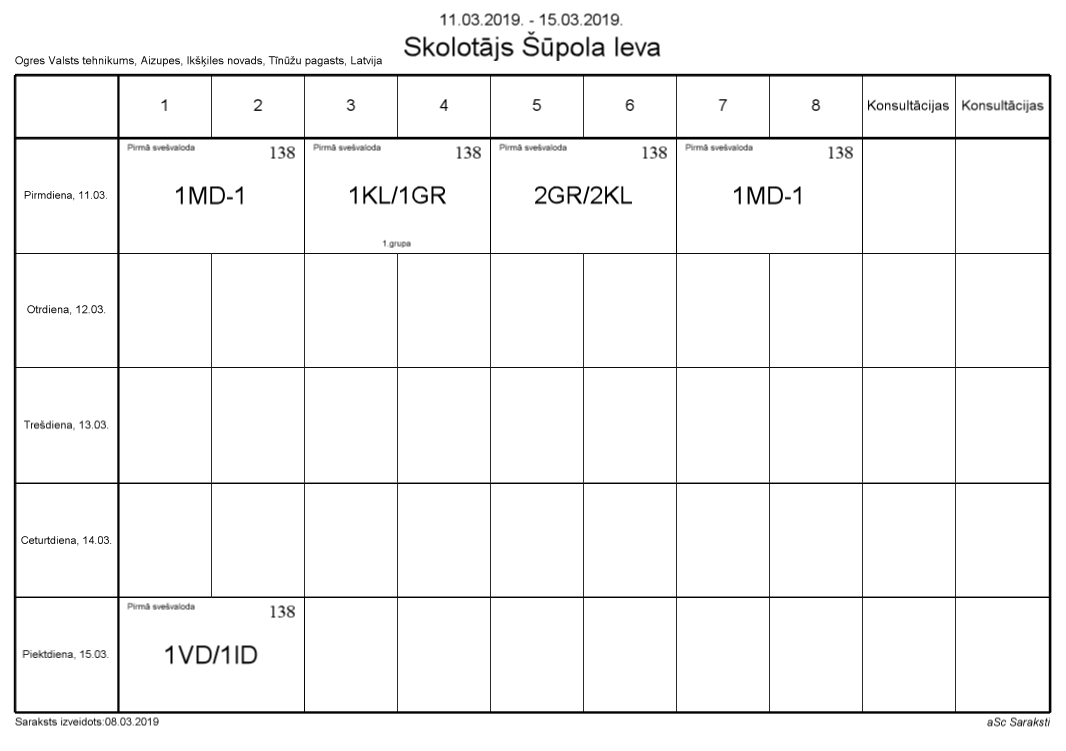 11.03.2019. - 15.03.2019.
Skolotājs Šūpola Ieva
Ogres Valsts tehnikums, Aizupes, Ikšķiles novads, Tīnūžu pagasts, Latvija
1 2 3 4 5 6 7 8 Konsultācijas Konsultācijas
Pirmā svešvaloda 138 Pirmā svešvaloda 138 Pirmā svešvaloda 138 Pirmā svešvaloda 138
Pirmdiena, 11.03. 1MD-1 1KL/1GR 2GR/2KL 1MD-1
1.grupa
Otrdiena, 12.03.
Trešdiena, 13.03.
Ceturtdiena, 14.03.
Pirmā svešvaloda 138
Piektdiena, 15.03. 1VD/1ID
Saraksts izveidots:08.03.2019 aSc Saraksti